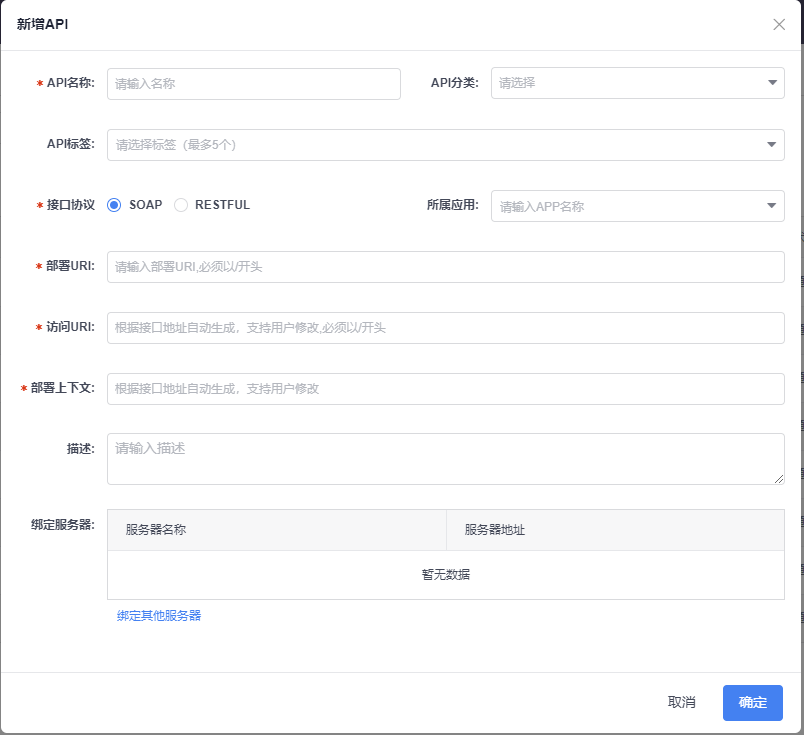 新增API
* API名称: 请输入名称 API分类: 请选择
API标签: 请选择标签（最多5个）
* 接口协议 SOAP RESTFUL 所属应用: 请输入APP名称
* 部署URI: 请输入部署URI,必须以/开头
* 访问URI: 根据接口地址自动生成，支持用户修改,必须以/开头
* 部署上下文: 根据接口地址自动生成，支持用户修改
描述: 请输入描述
绑定服务器: 服务器名称 服务器地址
暂无数据
绑定其他服务器
取消 确定